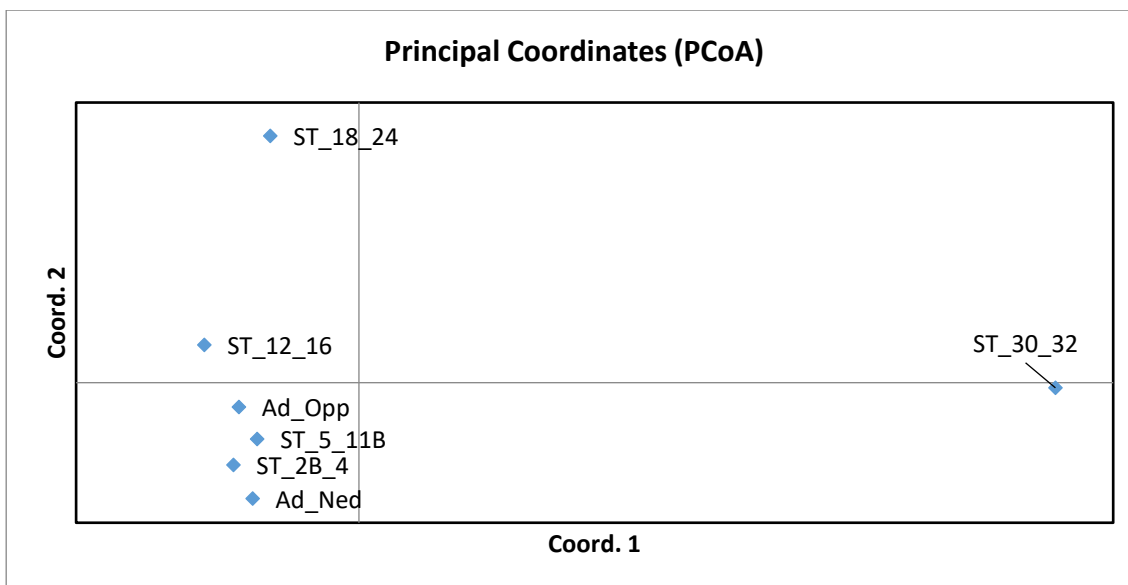 Principal Coordinates (PCoA)
ST_18_24
ST_12_16
ST_30_32
Ad_Opp
ST_5_11B
ST_2B_4
Ad_Ned
Coord. 2
Coord. 1